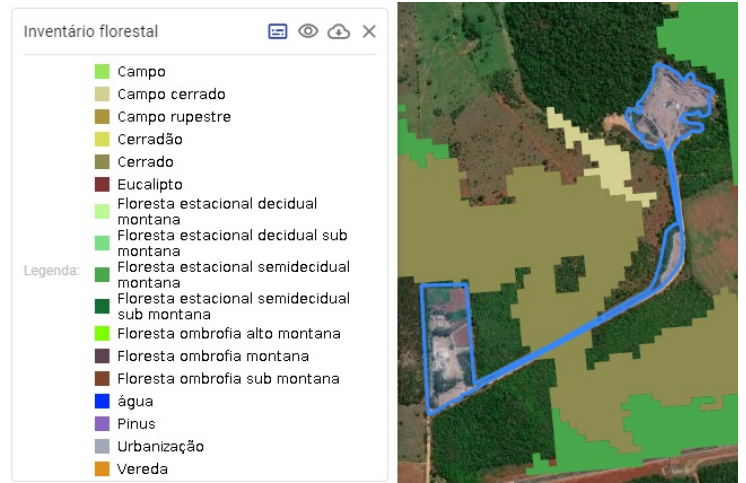 Inventário florestal
Campo
Campo cerrado
Campo rupestre
Cerradão
Cerrado
Eucalipto
Floresta estacional decidual
montana
Floresta estacional decidual sub
montana
Legenda:
Floresta estacional semidecidual
montana
Floresta estacional semidecidual
sub montana
Floresta ombrofia alto montana
Floresta ombrofia montana
Floresta ombrofia sub montana
água
Pinus
Urbanização
Vereda